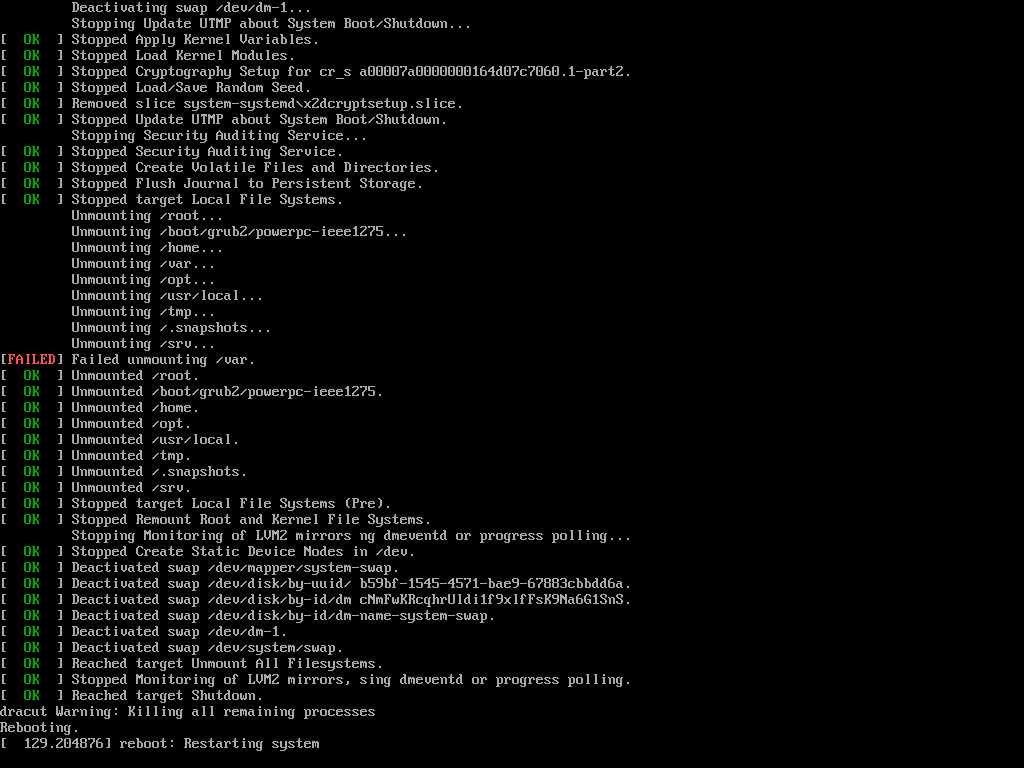 Deactivating swap /dev/dm-1...
Stopping Update UTMP about System Boot/Shutdown...
[  OK  ] Stopped Apply Kernel Variables.
[  OK  ] Stopped Load Kernel Modules.
[  OK  ] Stopped Cryptography Setup for cr_s a00007a0000000164d07c7060.1-part2.
[  OK  ] Stopped Load/Save Random Seed.
[  OK  ] Removed slice system-systemd\x2dcryptsetup.slice.
[  OK  ] Stopped Update UTMP about System Boot/Shutdown.
Stopping Security Auditing Service...
[  OK  ] Stopped Security Auditing Service.
[  OK  ] Stopped Create Volatile Files and Directories.
[  OK  ] Stopped Flush Journal to Persistent Storage.
[  OK  ] Stopped target Local File Systems.
Unmounting /root...
Unmounting /boot/grub2/powerpc-ieee1275...
Unmounting /home...
Unmounting /var...
Unmounting /opt...
Unmounting /usr/local...
Unmounting /tmp...
Unmounting /.snapshots...
Unmounting /srv...
[FAILED] Failed unmounting /var.
[  OK  ] Unmounted /root.
[  OK  ] Unmounted /boot/grub2/powerpc-ieee1275.
[  OK  ] Unmounted /home.
[  OK  ] Unmounted /opt.
[  OK  ] Unmounted /usr/local.
[  OK  ] Unmounted /tmp.
[  OK  ] Unmounted /.snapshots.
[  OK  ] Unmounted /srv.
[  OK  ] Stopped target Local File Systems (Pre).
[  OK  ] Stopped Remount Root and Kernel File Systems.
Stopping Monitoring of LVM2 mirrors ng dmeventd or progress polling...
[  OK  ] Stopped Create Static Device Nodes in /dev.
[  OK  ] Deactivated swap /dev/mapper/system-swap.
[  OK  ] Deactivated swap /dev/disk/by-uuid/ b59bf-1545-4571-bae9-67883cbbdd6a.
[  OK  ] Deactivated swap /dev/disk/by-id/dm cNmFwKRcqhrUldi1f9xlfFsK9Na6G1Sn3.
[  OK  ] Deactivated swap /dev/disk/by-id/dm-name-system-swap.
[  OK  ] Deactivated swap /dev/dm-1.
[  OK  ] Deactivated swap /dev/system/swap.
[  OK  ] Reached target Unmount All Filesystems.
[  OK  ] Stopped Monitoring of LVM2 mirrors, sing dmeventd or progress polling.
[  OK  ] Reached target Shutdown.
dracut Warning: Killing all remaining processes
Rebooting.
[  129.204876] reboot: Restarting system